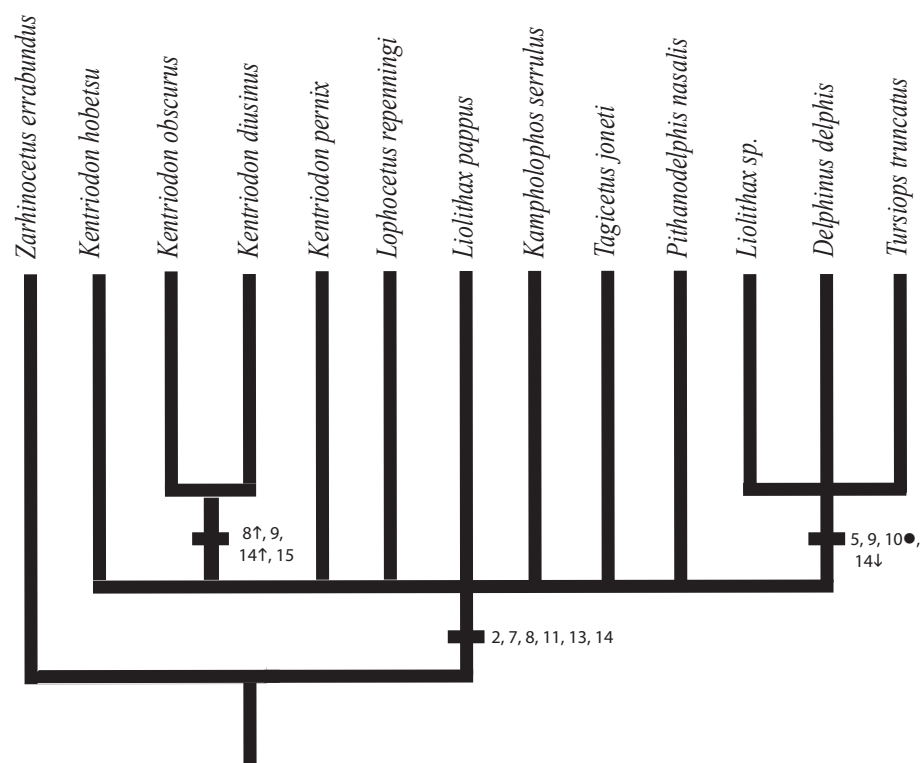 Zarhinocetus errabundus
Kentriodon hobetsu
Kentriodon obscurus
Kentriodon diusinus
Kentriodon pernix
Lophocetus repenningi
Liolithax pappus
Kampholophos serrulus
Tagicetus joneti
Pithanodelphis nasalis
Liolithax sp.
Delphinus delphis
Tursiops truncatus
8↑, 9,
14↑, 15
5, 9, 10●,
14↓
2, 7, 8, 11, 13, 14